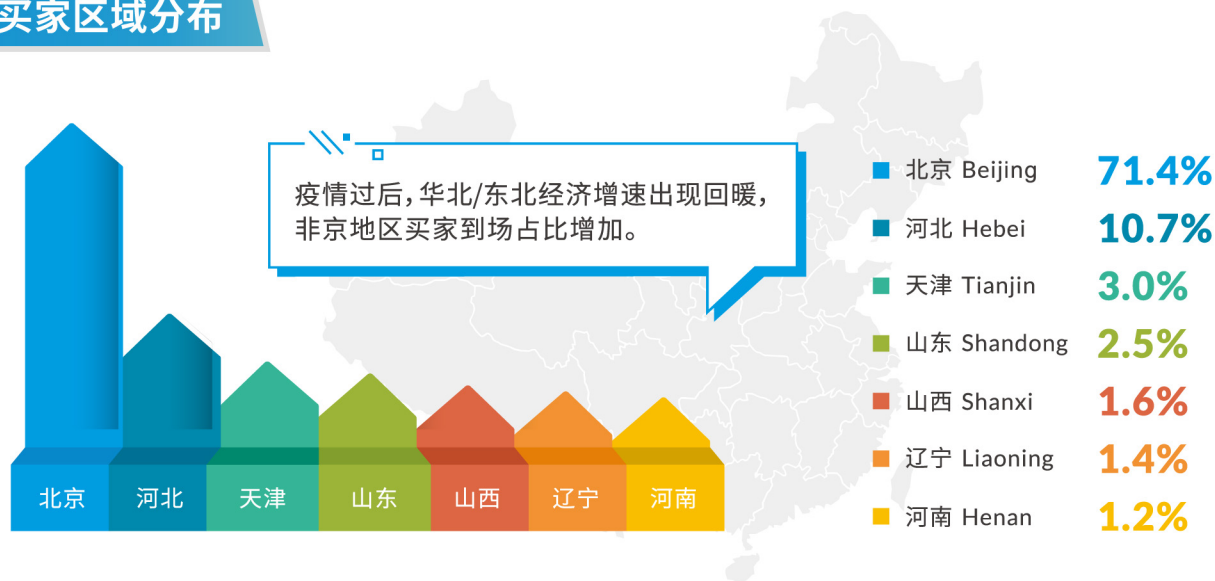 买家区域分布
疫情过后，华北/东北经济增速出现回暖，
非京地区买家到场占比增加。
北京 Beijing 71.4%
河北 Hebei 10.7%
天津 Tianjin 3.0%
山东 Shandong 2.5%
山西 Shanxi 1.6%
辽宁 Liaoning 1.4%
河南 Henan 1.2%
北京 河北 天津 山东 山西 辽宁 河南